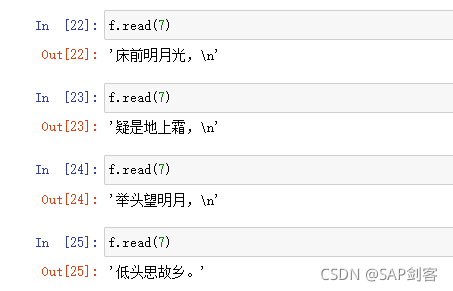 In [22]: f.read(7)
Out[22]: '床前明月光，\n'
In [23]: f.read(7)
Out[23]: '疑是地上霜，\n'
In [24]: f.read(7)
Out[24]: '举头望明月，\n'
In [25]: f.read(7)
Out[25]: '低头思故乡。'
CSDN @SAP剑客